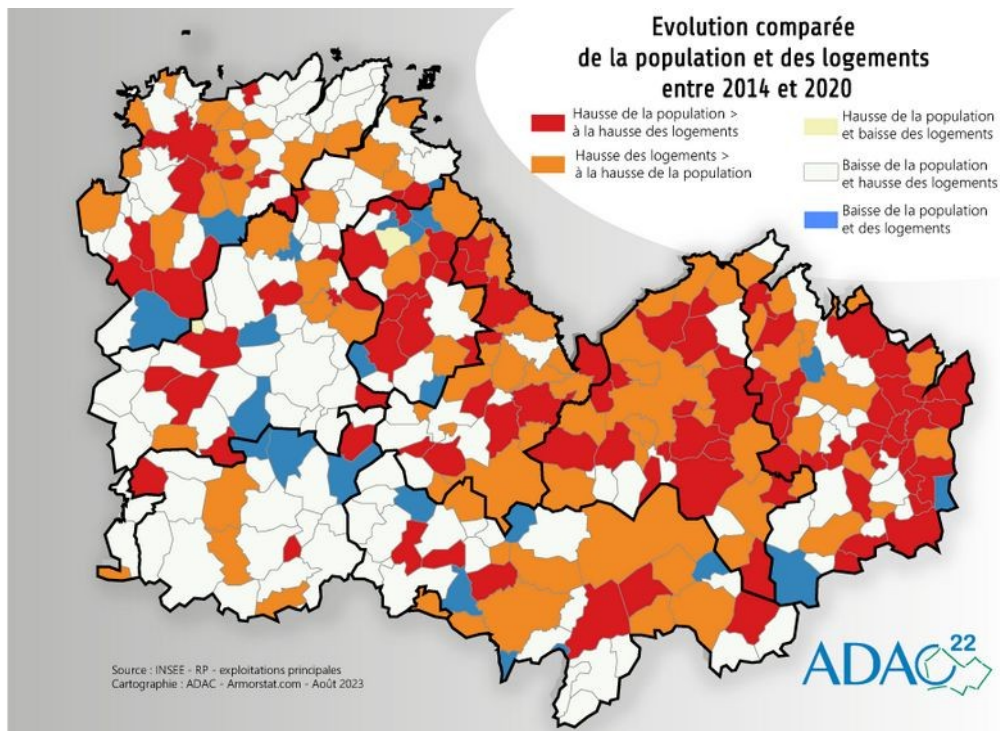 Evolution comparée
de la population et des logements
entre 2014 et 2020
Hausse de la population >
à la hausse des logements
Hausse des logements >
à la hausse de la population
Hausse de la population
et baisse des logements
Baisse de la population
et hausse des logements
Baisse de la population
et des logements
Source : INSEE - RP - exploitations principales
Cartographie : ADAC - Armorstat.com - Août 2023
ADAC 22